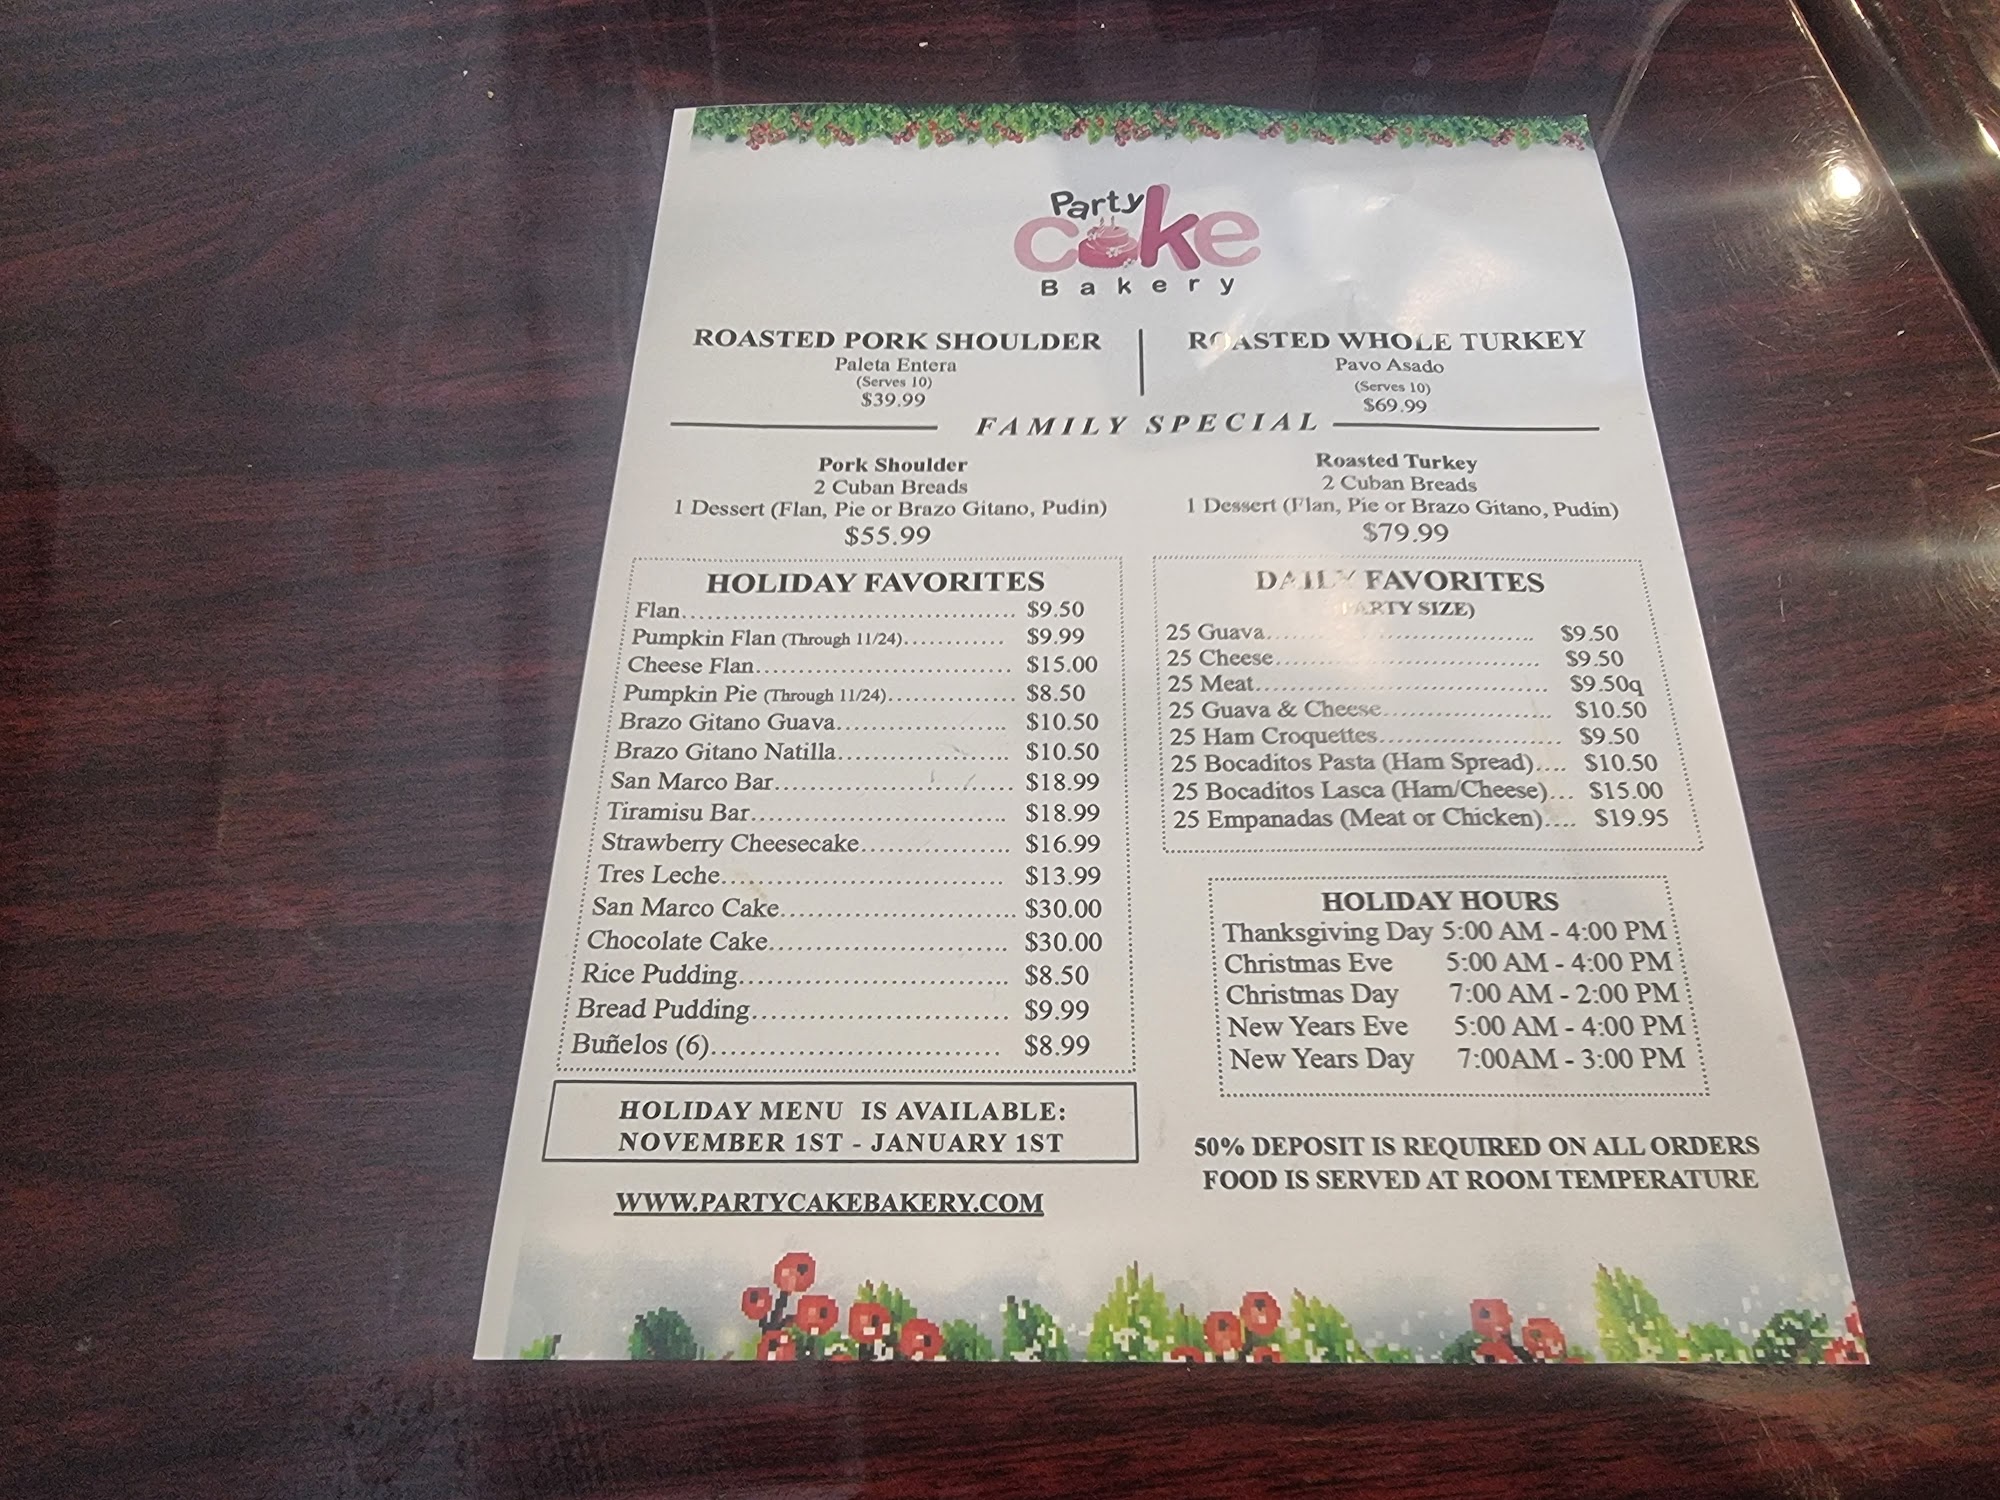 Party
Cake
Bakery
ROASTED PORK SHOULDER
Paleta Entera
(Serves 10)
$39.99
ROASTED WHOLE TURKEY
Pavo Asado
(Serves 10)
$69.99
FAMILY SPECIAL
Pork Shoulder
2 Cuban Breads
1 Dessert (Flan, Pie or Brazo Gitano, Pudin)
$55.99
Roasted Turkey
2 Cuban Breads
1 Dessert (Flan, Pie or Brazo Gitano, Pudin)
$79.99
HOLIDAY FAVORITES
Flan.................................... $9.50
Pumpkin Flan (Through 11/24)............ $9.99
Cheese Flan............................. $15.00
Pumpkin Pie (Through 11/24)............... $8.50
Brazo Gitano Guava.................... $10.50
Brazo Gitano Natilla.................... $10.50
San Marco Bar........................... $18.99
Tiramisu Bar............................. $18.99
Strawberry Cheesecake................ $16.99
Tres Leche.............................. $13.99
San Marco Cake......................... $30.00
Chocolate Cake.......................... $30.00
Rice Pudding............................. $8.50
Bread Pudding........................... $9.99
Buñelos (6).............................. $8.99
DAILY FAVORITES
(PARTY SIZE)
25 Guava............................... $9.50
25 Cheese.............................. $9.50
25 Meat................................. $9.50q
25 Guava & Cheese.................... $10.50
25 Ham Croquettes...................... $9.50
25 Bocaditos Pasta (Ham Spread).... $10.50
25 Bocaditos Lasca (Ham/Cheese)... $15.00
25 Empanadas (Meat or Chicken).... $19.95
HOLIDAY HOURS
Thanksgiving Day 5:00 AM - 4:00 PM
Christmas Eve 5:00 AM - 4:00 PM
Christmas Day 7:00 AM - 2:00 PM
New Years Eve 5:00 AM - 4:00 PM
New Years Day 7:00AM - 3:00 PM
HOLIDAY MENU IS AVAILABLE:
NOVEMBER 1ST - JANUARY 1ST
WWW.PARTYCAKEBAKERY.COM
50% DEPOSIT IS REQUIRED ON ALL ORDERS
FOOD IS SERVED AT ROOM TEMPERATURE